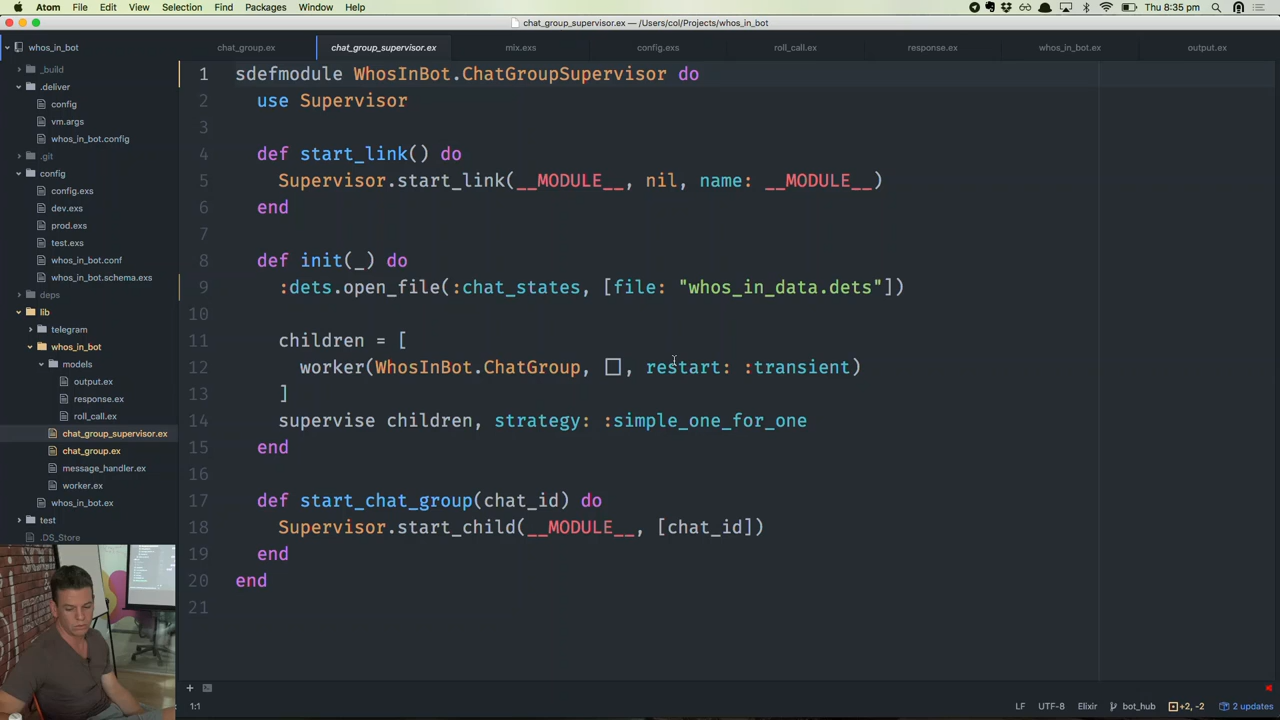 Atom File Edit View Selection Find Packages Window Help Thu 8:35 pm
chat_group_supervisor.ex — /Users/col/Projects/whos_in_bot
whos_in_bot chat_group.ex chat_group_supervisor.ex mix.exs config.exs roll_call.ex response.ex whos_in_bot.ex output.ex
_build
.deliver
config
vm.args
whos_in_bot.config
.git
config
config.exs
dev.exs
prod.exs
test.exs
whos_in_bot.conf
whos_in_bot.schema.exs
deps
lib
telegram
whos_in_bot
models
output.ex
response.ex
roll_call.ex
chat_group_supervisor.ex
chat_group.ex
message_handler.ex
worker.ex
whos_in_bot.ex
test
.DS_Store
1 sdefmodule WhosInBot.ChatGroupSupervisor do
2 use Supervisor
3
4 def start_link() do
5 Supervisor.start_link(__MODULE__, nil, name: __MODULE__)
6 end
7
8 def init(_) do
9 :dets.open_file(:chat_states, [file: "whos_in_data.dets"])
10
11 children = [
12 worker(WhosInBot.ChatGroup, [], restart: :transient)
13 ]
14 supervise children, strategy: :simple_one_for_one
15 end
16
17 def start_chat_group(chat_id) do
18 Supervisor.start_child(__MODULE__, [chat_id])
19 end
20 end
21
+
1:1 LF UTF-8 Elixir bot_hub +2, -2 2 updates